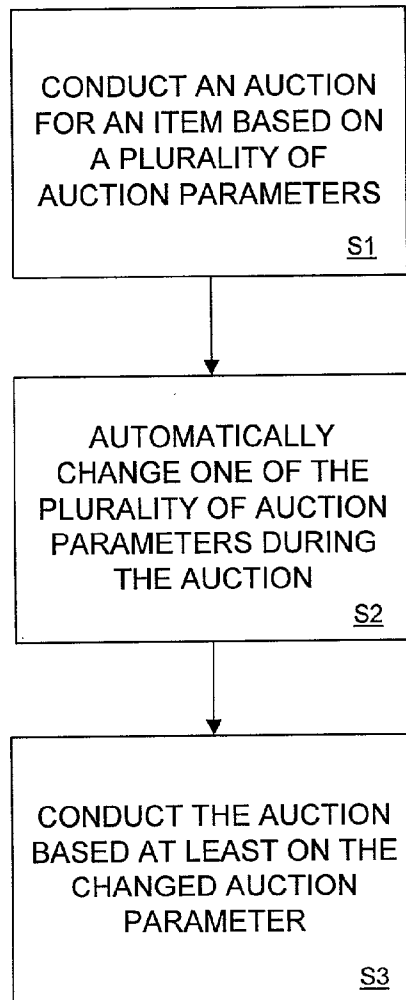 CONDUCT AN AUCTION
FOR AN ITEM BASED ON
A PLURALITY OF
AUCTION PARAMETERS
S1
AUTOMATICALLY
CHANGE ONE OF THE
PLURALITY OF AUCTION
PARAMETERS DURING
THE AUCTION
S2
CONDUCT THE AUCTION
BASED AT LEAST ON THE
CHANGED AUCTION
PARAMETER
S3